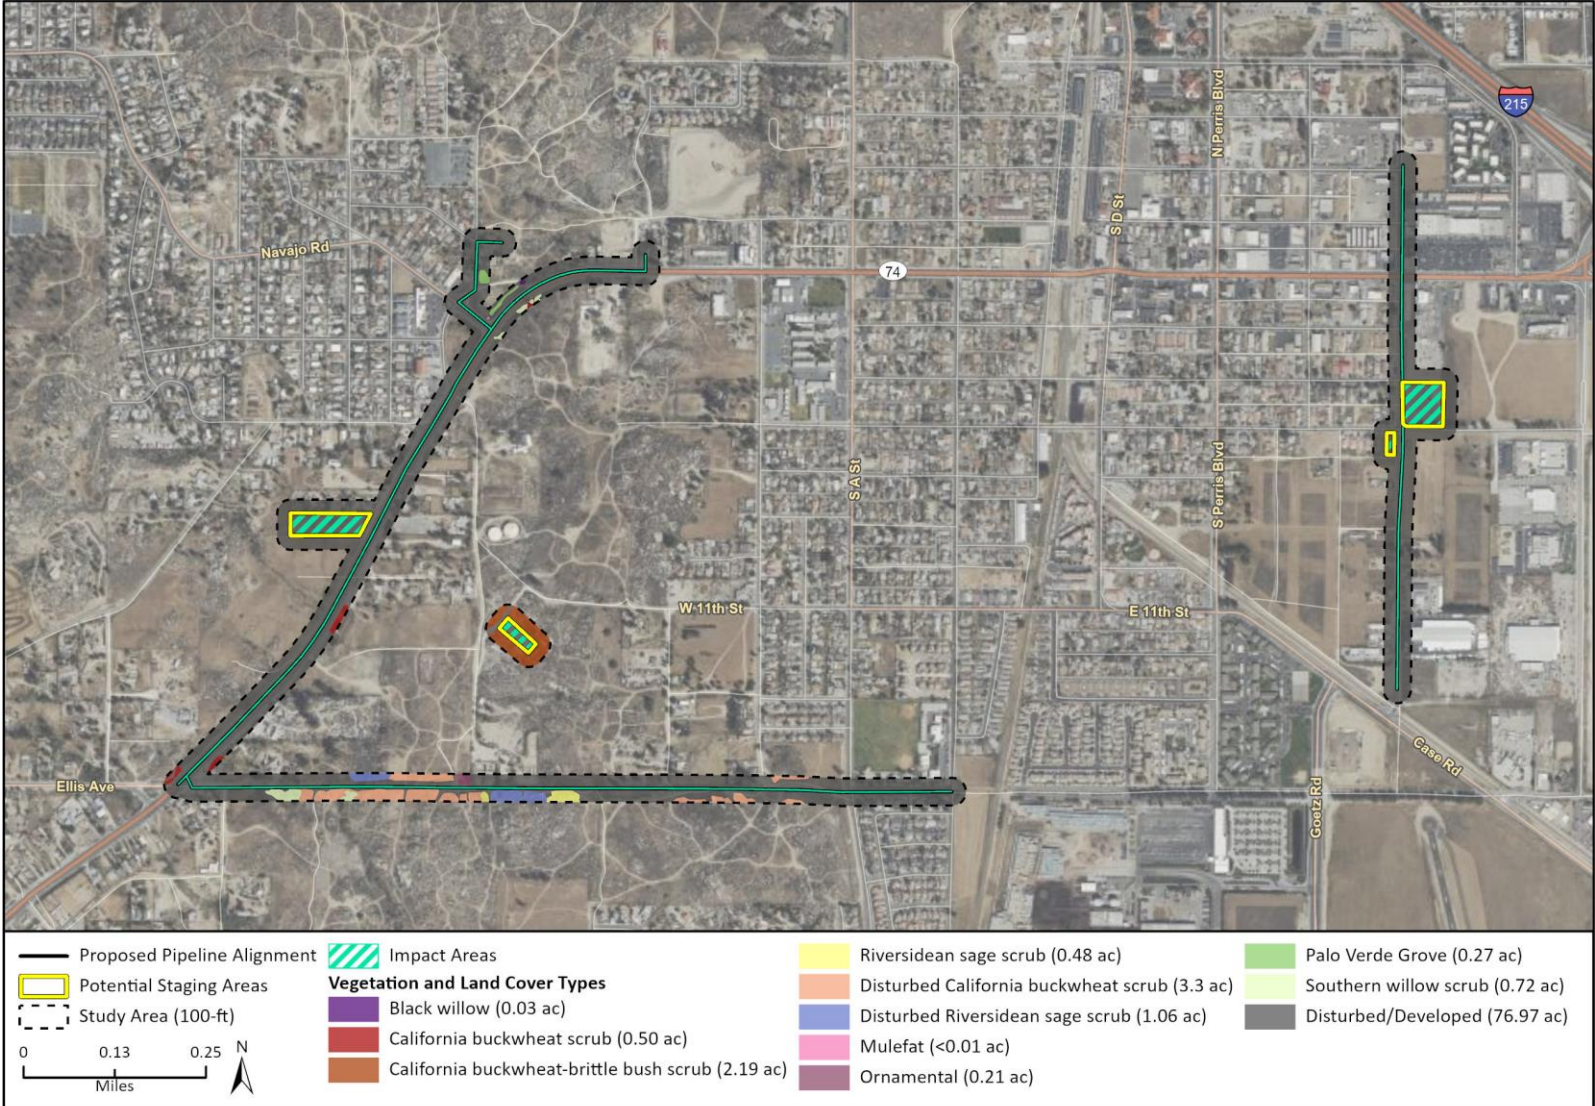 215
N Perris Blvd
S D St
Navajo Rd
74
S A St
S Perris Blvd
W 11th St
E 11th St
Case Rd
Ellis Ave
Goetz Rd
Proposed Pipeline Alignment
Potential Staging Areas
Study Area (100-ft)
0 0.13 0.25
Miles
N
Impact Areas
Vegetation and Land Cover Types
Black willow (0.03 ac)
California buckwheat scrub (0.50 ac)
California buckwheat-brittle bush scrub (2.19 ac)
Riversidean sage scrub (0.48 ac)
Disturbed California buckwheat scrub (3.3 ac)
Disturbed Riversidean sage scrub (1.06 ac)
Mulefat (<0.01 ac)
Ornamental (0.21 ac)
Palo Verde Grove (0.27 ac)
Southern willow scrub (0.72 ac)
Disturbed/Developed (76.97 ac)